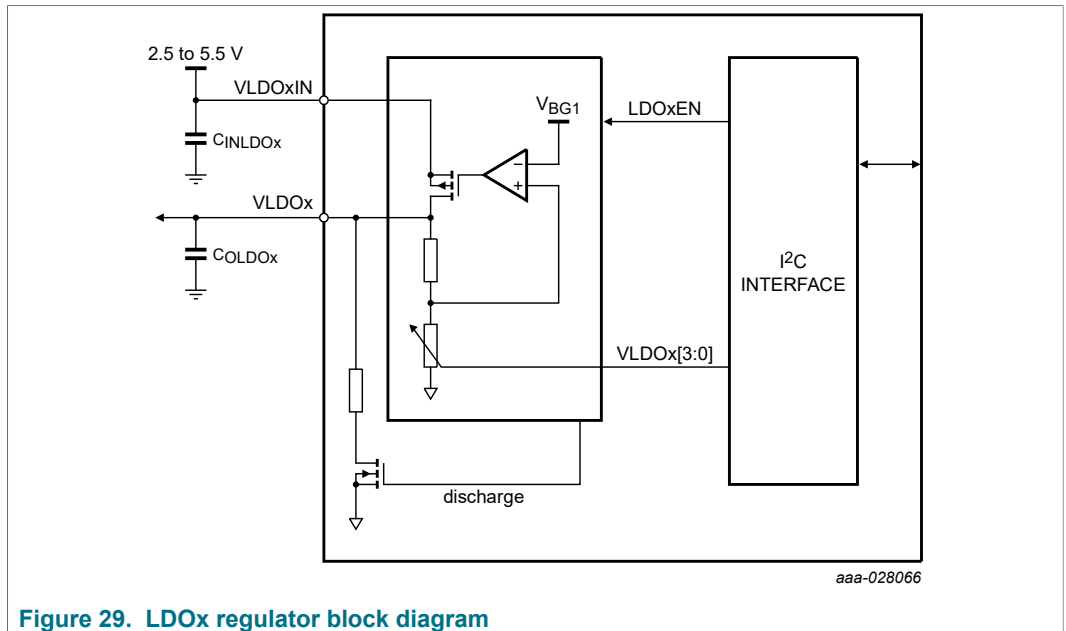 2.5 to 5.5 V
VLDOxIN
CINLDOx
VBG1
LDOxEN
−
+
VLDOx
COLDOx
I2C
INTERFACE
VLDOx[3:0]
discharge
aaa-028066
Figure 29. LDOx regulator block diagram